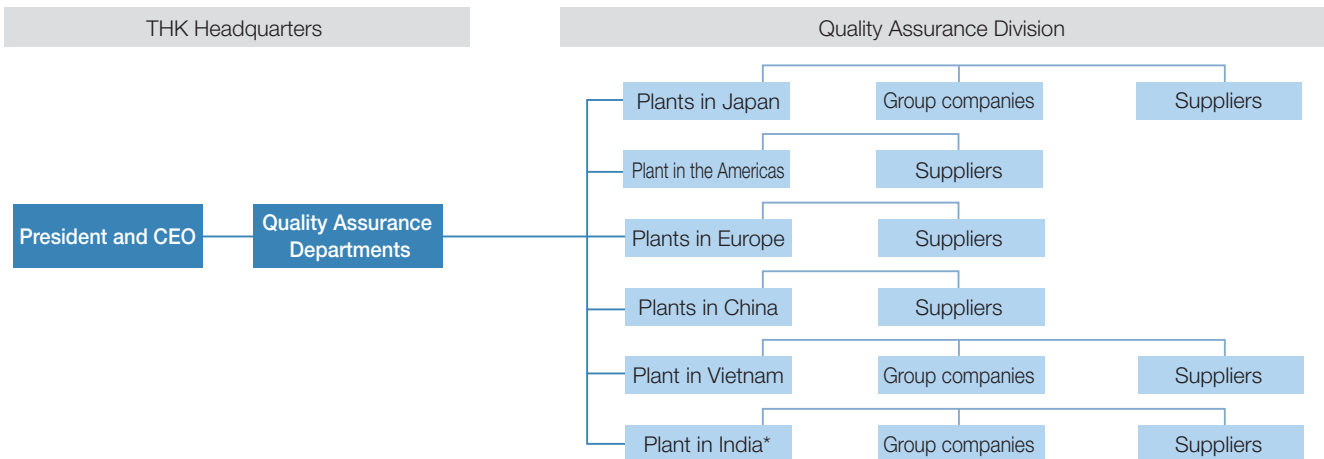 THK Headquarters
Quality Assurance Division
President and CEO
Quality Assurance
Departments
Plants in Japan
Group companies
Suppliers
Plant in the Americas
Suppliers
Plants in Europe
Suppliers
Plants in China
Suppliers
Plant in Vietnam
Group companies
Suppliers
Plant in India*
Group companies
Suppliers